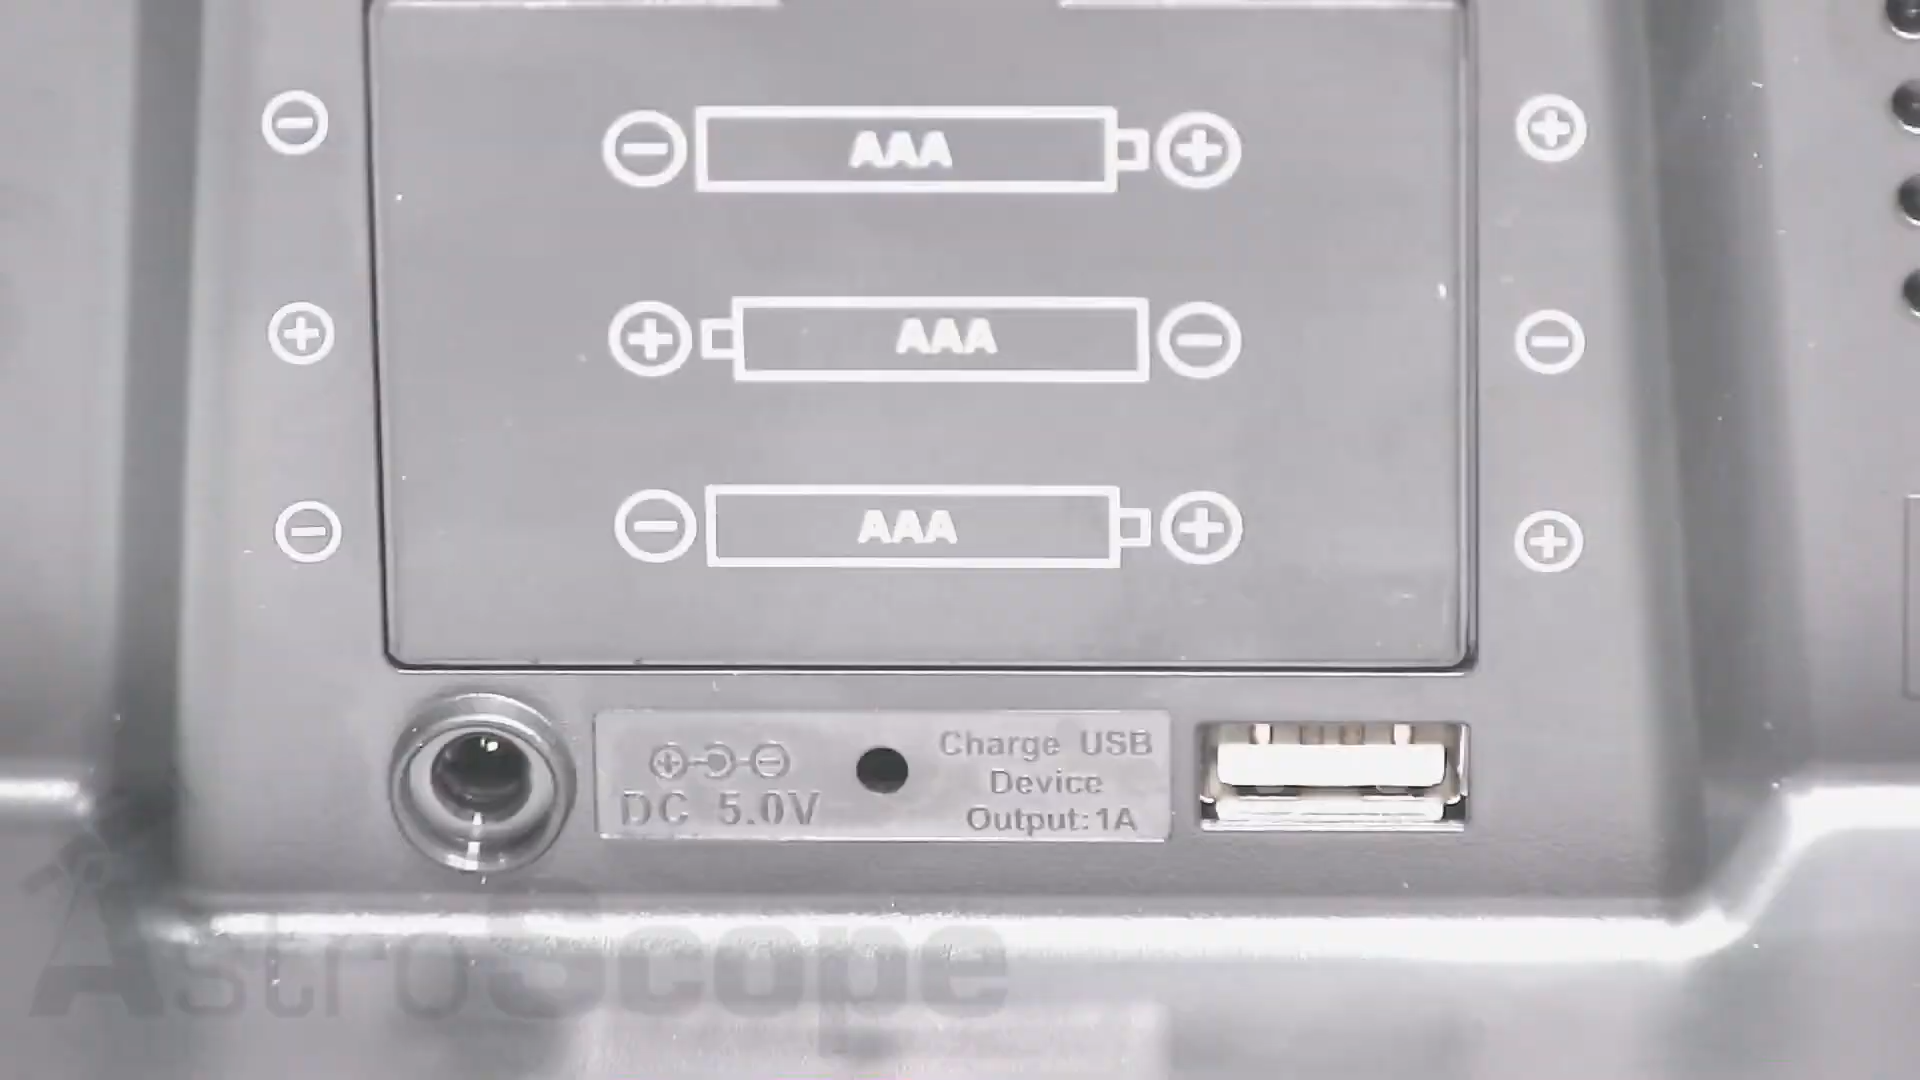 AAA
AAA
AAA
DC 5.0V
Charge USB
Device
Output:1A
AstroScope